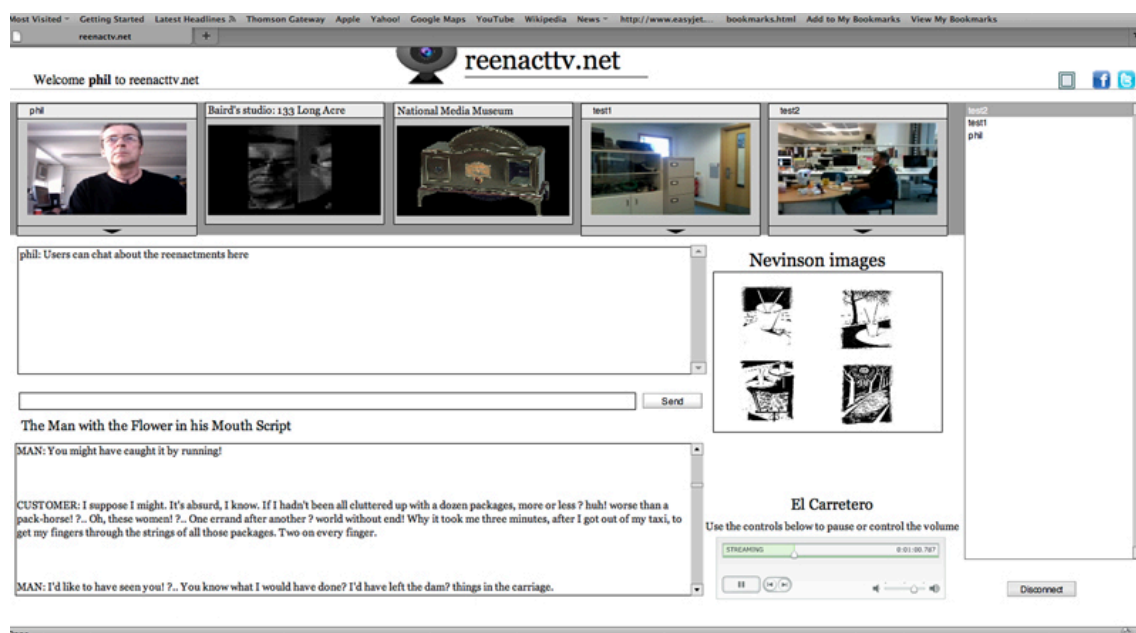 Most Visited Getting Started Latest Headlines Thomson Gateway Apple Yahoo! Google Maps YouTube Wikipedia News http://www.easyjet.... bookmarks.html Add to My Bookmarks View My Bookmarks
reenacttv.net +
reenacttv.net
Welcome phil to reenacttv.net
phil
Baird's studio: 133 Long Acre
National Media Museum
test1
test2
test2
test1
phil
phil: Users can chat about the reenactments here
Send
Nevinson images
The Man with the Flower in his Mouth Script
MAN: You might have caught it by running!
CUSTOMER: I suppose I might. It's absurd, I know. If I hadn't been all cluttered up with a dozen packages, more or less ? huh! worse than a
pack-horse! ?.. Oh, these women! ?.. One errand after another ? world without end! Why it took me three minutes, after I got out of my taxi, to
get my fingers through the strings of all those packages. Two on every finger.
MAN: I'd like to have seen you! ?.. You know what I would have done? I'd have left the dam? things in the carriage.
El Carretero
Use the controls below to pause or control the volume
STREAMING 0:01:00.767
Disconnect